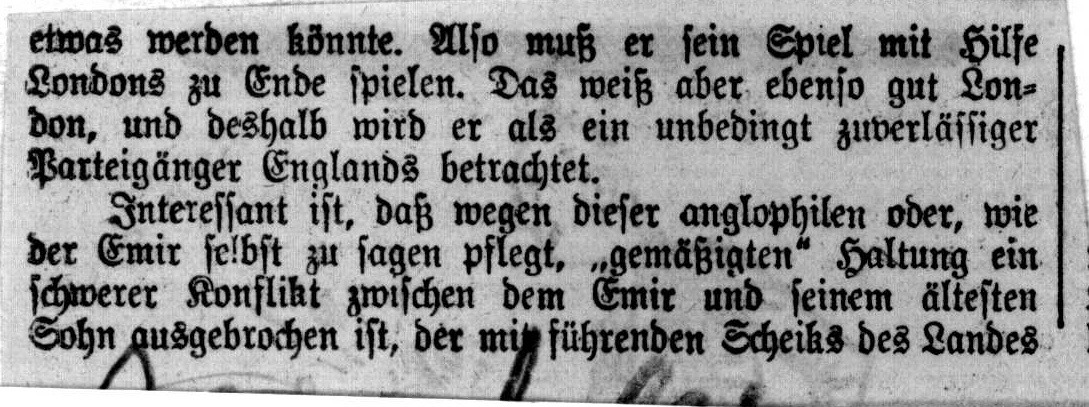 etwas werden könnte. Also muß er sein Spiel mit Hilfe
Londons zu Ende spielen. Das weiß aber ebenso gut Lon-
don, und deshalb wird er als ein unbedingt zuverlässiger
Parteigänger Englands betrachtet.
Interessant ist, daß wegen dieser anglophilen oder, wie
der Emir selbst zu sagen pflegt, „gemäßigten“ Haltung ein
schwerer Konflikt zwischen dem Emir und seinem ältesten
Sohn ausgebrochen ist, der mit führenden Scheiks des Landes